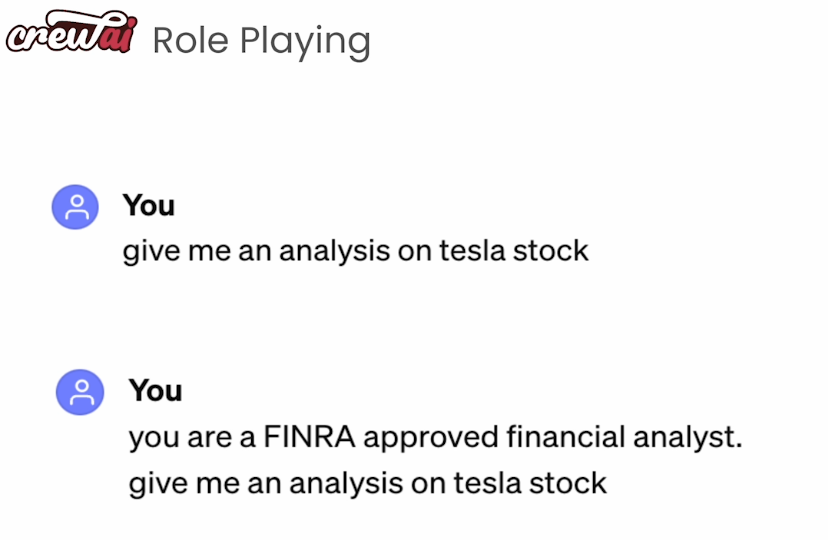 crewai Role Playing
You
give me an analysis on tesla stock
You
you are a FINRA approved financial analyst.
give me an analysis on tesla stock